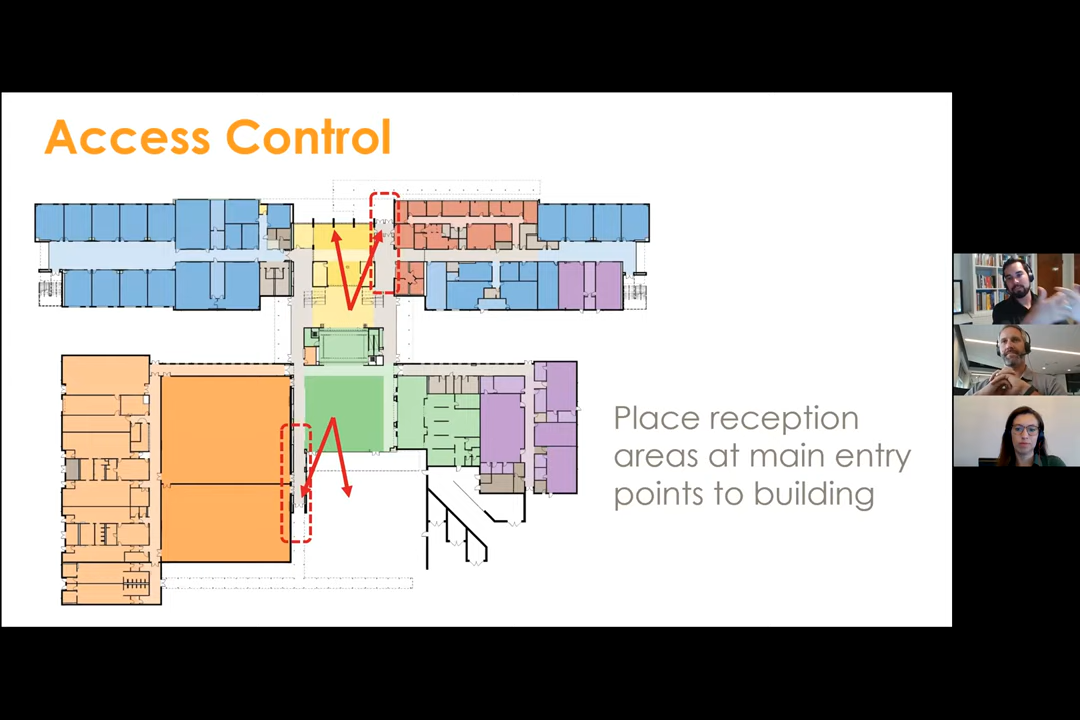 Access Control
Place reception
areas at main entry
points to building